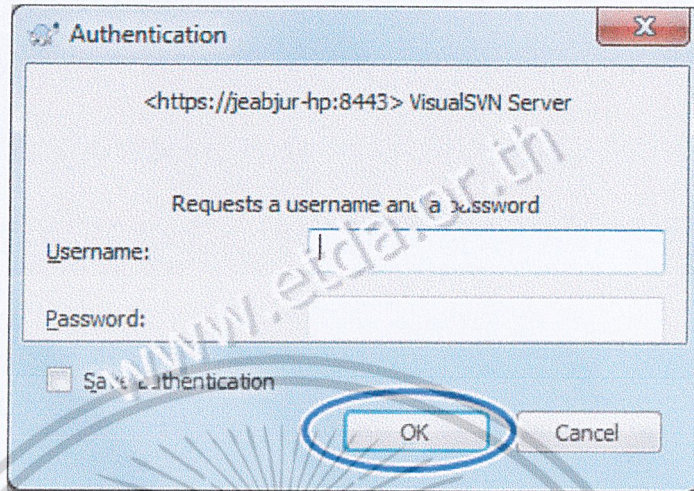 Authentication
<https://jeabjur-hp:8443> VisualSVN Server
Requests a username and a password
Username:
Password:
Save authentication
OK Cancel
www.etda.or.th